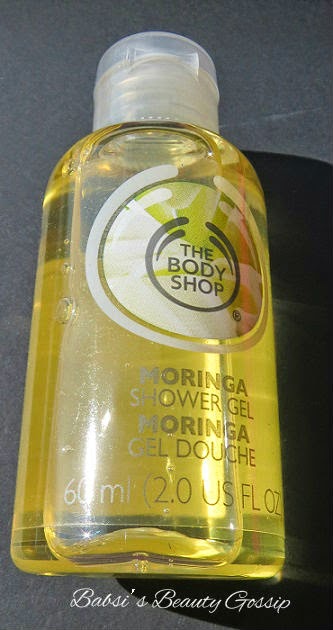 THE
BODY
SHOP
®
MORINGA
SHOWER GEL
MORINGA
GEL DOUCHE
60 ml (2.0 US FL OZ
Babsi's Beauty Gossip